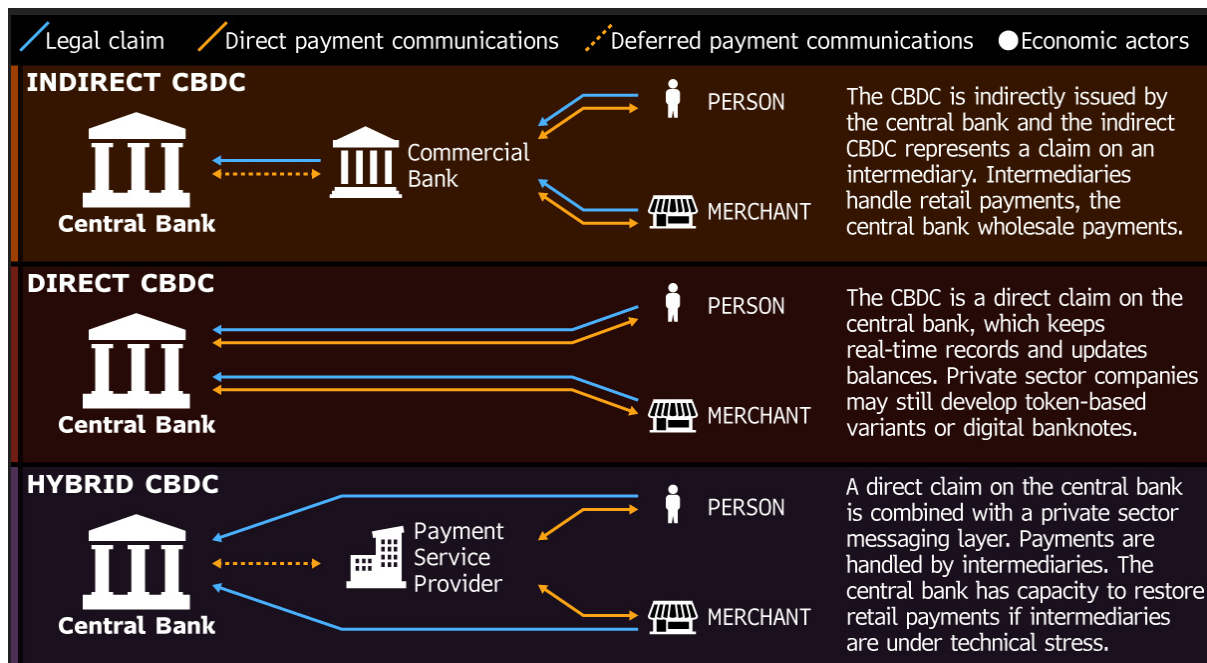 Legal claim
Direct payment communications
Deferred payment communications
Economic actors
INDIRECT CBDC
Central Bank
Commercial
Bank
PERSON
MERCHANT
The CBDC is indirectly issued by
the central bank and the indirect
CBDC represents a claim on an
intermediary. Intermediaries
handle retail payments, the
central bank wholesale payments.
DIRECT CBDC
Central Bank
PERSON
MERCHANT
The CBDC is a direct claim on the
central bank, which keeps
real-time records and updates
balances. Private sector companies
may still develop token-based
variants or digital banknotes.
HYBRID CBDC
Central Bank
Payment
Service
Provider
PERSON
MERCHANT
A direct claim on the central bank
is combined with a private sector
messaging layer. Payments are
handled by intermediaries. The
central bank has capacity to restore
retail payments if intermediaries
are under technical stress.